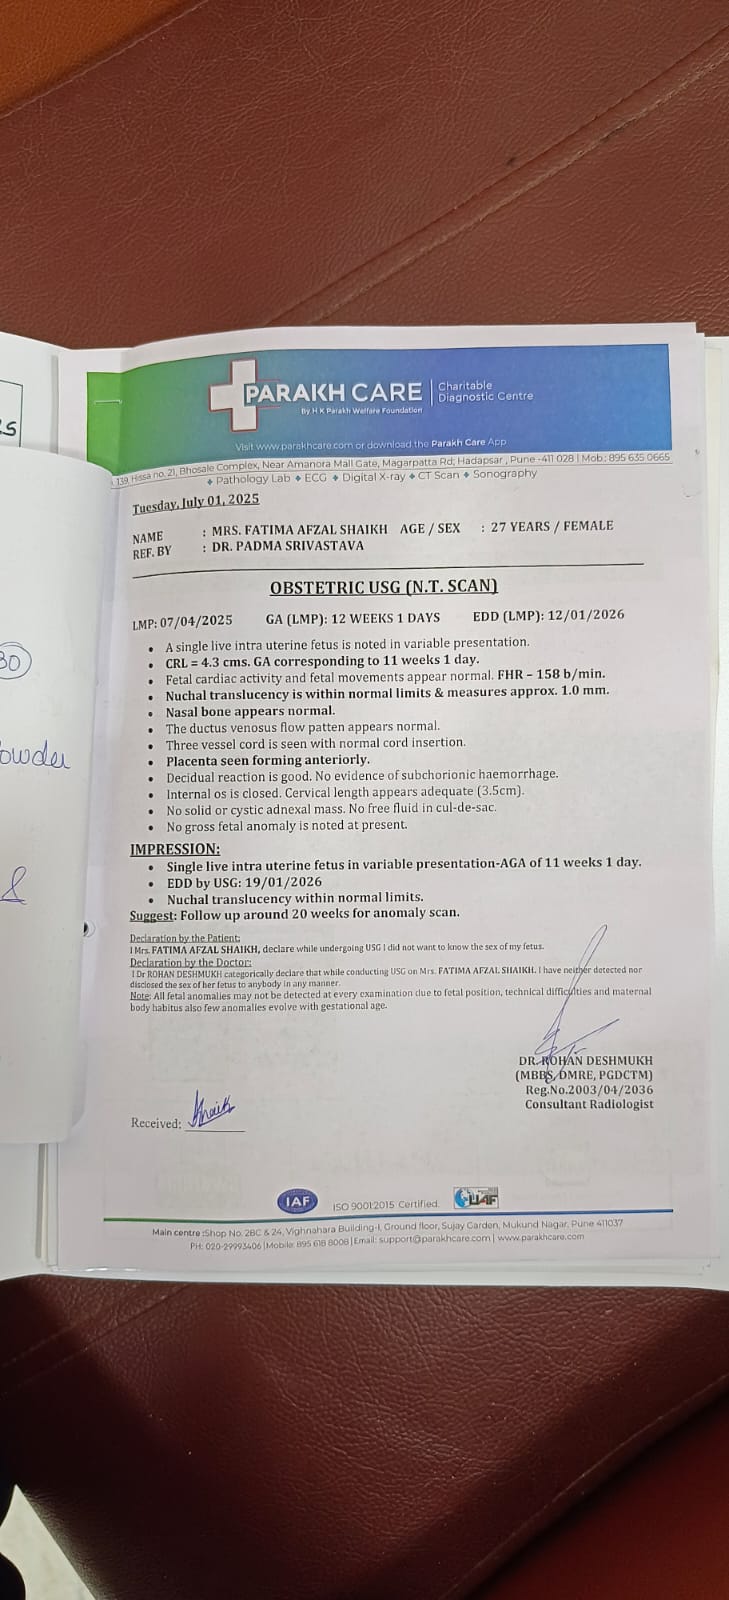 PARAKH CARE
Charitable
Diagnostic Centre
By H K Parakh Welfare Foundation
Visit www.parakhcare.com or download the Parakh Care App
139, Hissa no. 21, Bhosale Complex, Near Amanora Mall Gate, Magarpatta Rd; Hadapsar , Pune -411 028 | Mob: 895 635 0665
Pathology Lab ♦ ECG ♦ Digital X-ray ♦ CT Scan ♦ Sonography
Tuesday, July 01, 2025
NAME : MRS. FATIMA AFZAL SHAIKH AGE / SEX : 27 YEARS / FEMALE
REF. BY : DR. PADMA SRIVASTAVA
OBSTETRIC USG (N.T. SCAN)
LMP: 07/04/2025 GA (LMP): 12 WEEKS 1 DAYS EDD (LMP): 12/01/2026
• A single live intra uterine fetus is noted in variable presentation.
• CRL = 4.3 cms. GA corresponding to 11 weeks 1 day.
• Fetal cardiac activity and fetal movements appear normal. FHR – 158 b/min.
• Nuchal translucency is within normal limits & measures approx. 1.0 mm.
• Nasal bone appears normal.
• The ductus venosus flow patten appears normal.
• Three vessel cord is seen with normal cord insertion.
• Placenta seen forming anteriorly.
• Decidual reaction is good. No evidence of subchorionic haemorrhage.
• Internal os is closed. Cervical length appears adequate (3.5cm).
• No solid or cystic adnexal mass. No free fluid in cul-de-sac.
• No gross fetal anomaly is noted at present.
IMPRESSION:
• Single live intra uterine fetus in variable presentation-AGA of 11 weeks 1 day.
• EDD by USG: 19/01/2026
• Nuchal translucency within normal limits.
Suggest: Follow up around 20 weeks for anomaly scan.
Declaration by the Patient:
I Mrs. FATIMA AFZAL SHAIKH, declare while undergoing USG I did not want to know the sex of my fetus.
Declaration by the Doctor:
I Dr ROHAN DESHMUKH categorically declare that while conducting USG on Mrs. FATIMA AFZAL SHAIKH. I have neither detected nor
disclosed the sex of her fetus to anybody in any manner.
Note: All fetal anomalies may not be detected at every examination due to fetal position, technical difficulties and maternal
body habitus also few anomalies evolve with gestational age.
DR. ROHAN DESHMUKH
(MBBS, DMRE, PGDCTM)
Reg.No.2003/04/2036
Consultant Radiologist
Received: Shaikh
IAF
ISO 9001:2015 Certified.
UAF
Main centre :Shop No. 2BC & 24, Vighnahara Building-I, Ground floor, Sujay Garden, Mukund Nagar, Pune 411037
PH: 020-29993406 | Mobile: 895 618 8008 | Email: support@parakhcare.com | www.parakhcare.com
30
owder
&